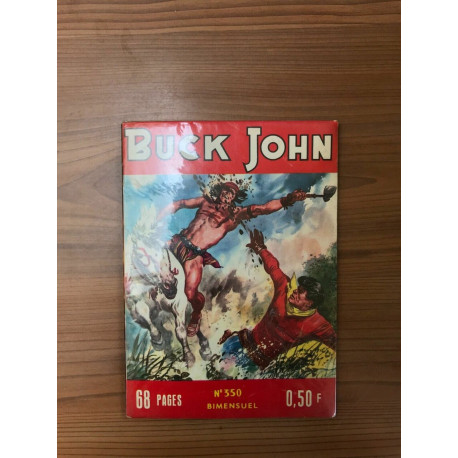 BUCK JOHN
68 PAGES
N° 350
BIMENSUEL
0,50 F